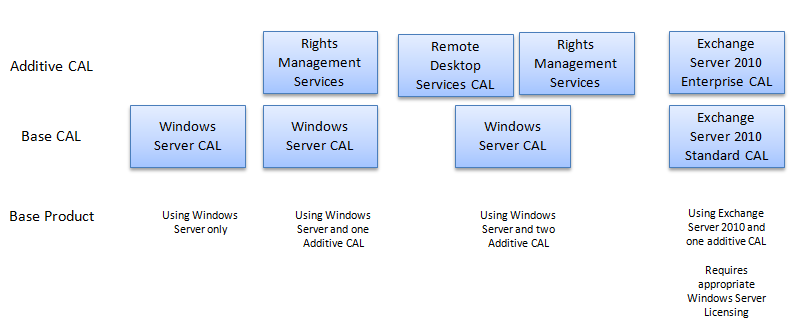 Additive CAL
Rights
Management
Services
Remote
Desktop
Services CAL
Rights
Management
Services
Exchange
Server 2010
Enterprise CAL
Base CAL
Windows
Server CAL
Windows
Server CAL
Windows
Server CAL
Exchange
Server 2010
Standard CAL
Base Product
Using Windows
Server only
Using Windows
Server and one
Additive CAL
Using Windows
Server and two
Additive CAL
Using Exchange
Server 2010 and
one additive CAL
Requires
appropriate
Windows Server
Licensing